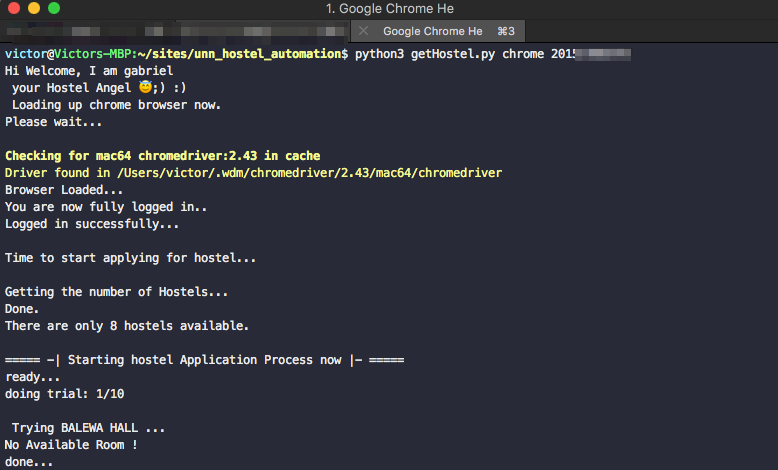 1. Google Chrome He
Google Chrome He ⌘3
victor@Victors-MBP:~/sites/unn_hostel_automation$ python3 getHostel.py chrome 2015
Hi Welcome, I am gabriel
your Hostel Angel 😇;) :)
Loading up chrome browser now.
Please wait...
Checking for mac64 chromedriver:2.43 in cache
Driver found in /Users/victor/.wdm/chromedriver/2.43/mac64/chromedriver
Browser Loaded...
You are now fully logged in..
Logged in successfully...
Time to start applying for hostel...
Getting the number of Hostels...
Done.
There are only 8 hostels available.
===== -| Starting hostel Application Process now |- =====
ready...
doing trial: 1/10
Trying BALEWA HALL ...
No Available Room !
done...